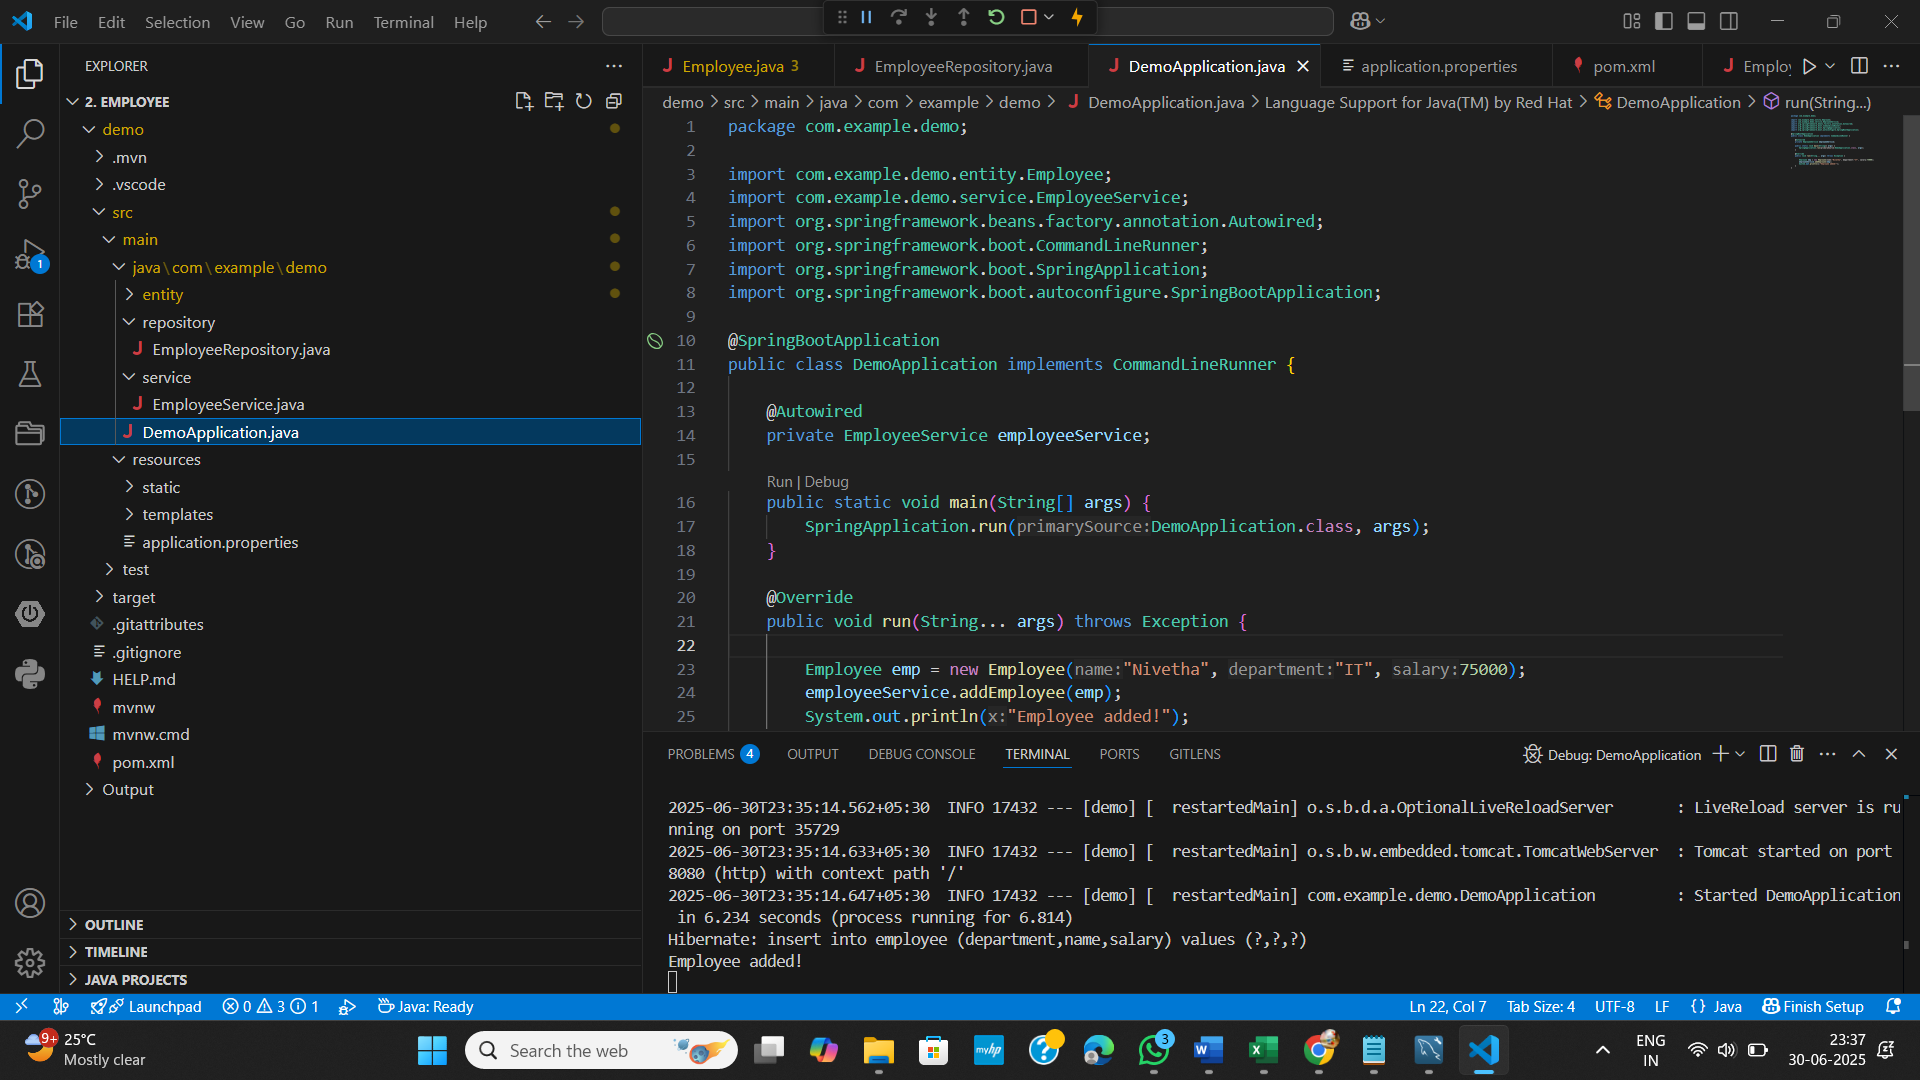 File Edit Selection View Go Run Terminal Help
EXPLORER
2. EMPLOYEE
demo
.mvn
.vscode
src
main
java\com\example\demo
entity
repository
EmployeeRepository.java
service
EmployeeService.java
DemoApplication.java
resources
static
templates
application.properties
test
target
.gitattributes
.gitignore
HELP.md
mvnw
mvnw.cmd
pom.xml
Output
OUTLINE
TIMELINE
JAVA PROJECTS
1
Employee.java 3 EmployeeRepository.java DemoApplication.java application.properties pom.xml Employ
demo > src > main > java > com > example > demo > DemoApplication.java > Language Support for Java(TM) by Red Hat > DemoApplication > run(String...)
1 package com.example.demo;
2
3 import com.example.demo.entity.Employee;
4 import com.example.demo.service.EmployeeService;
5 import org.springframework.beans.factory.annotation.Autowired;
6 import org.springframework.boot.CommandLineRunner;
7 import org.springframework.boot.SpringApplication;
8 import org.springframework.boot.autoconfigure.SpringBootApplication;
9
10 @SpringBootApplication
11 public class DemoApplication implements CommandLineRunner {
12
13 @Autowired
14 private EmployeeService employeeService;
15
Run | Debug
16 public static void main(String[] args) {
17 SpringApplication.run(primarySource:DemoApplication.class, args);
18 }
19
20 @Override
21 public void run(String... args) throws Exception {
22
23 Employee emp = new Employee(name:"Nivetha", department:"IT", salary:75000);
24 employeeService.addEmployee(emp);
25 System.out.println(x:"Employee added!");
PROBLEMS 4 OUTPUT DEBUG CONSOLE TERMINAL PORTS GITLENS
Debug: DemoApplication
2025-06-30T23:35:14.562+05:30 INFO 17432 --- [demo] [ restartedMain] o.s.b.d.a.OptionalLiveReloadServer : LiveReload server is ru
nning on port 35729
2025-06-30T23:35:14.633+05:30 INFO 17432 --- [demo] [ restartedMain] o.s.b.w.embedded.tomcat.TomcatWebServer : Tomcat started on port
8080 (http) with context path '/'
2025-06-30T23:35:14.647+05:30 INFO 17432 --- [demo] [ restartedMain] com.example.demo.DemoApplication : Started DemoApplication
in 6.234 seconds (process running for 6.814)
Hibernate: insert into employee (department,name,salary) values (?,?,?)
Employee added!
Launchpad 0 3 1 Java: Ready
Ln 22, Col 7 Tab Size: 4 UTF-8 LF {} Java Finish Setup
9+
25°C
Mostly clear
Search the web
myhp
3
ENG
IN
23:37
30-06-2025